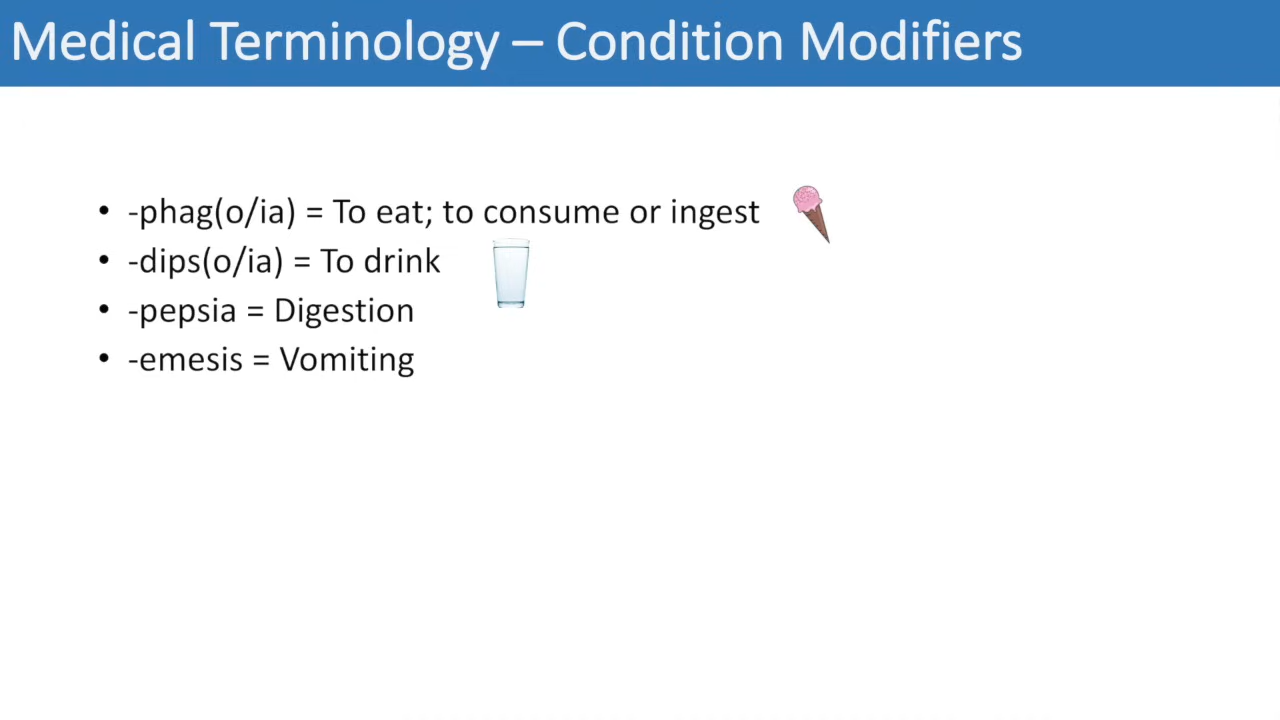 Medical Terminology – Condition Modifiers
• -phag(o/ia) = To eat; to consume or ingest
• -dips(o/ia) = To drink
• -pepsia = Digestion
• -emesis = Vomiting